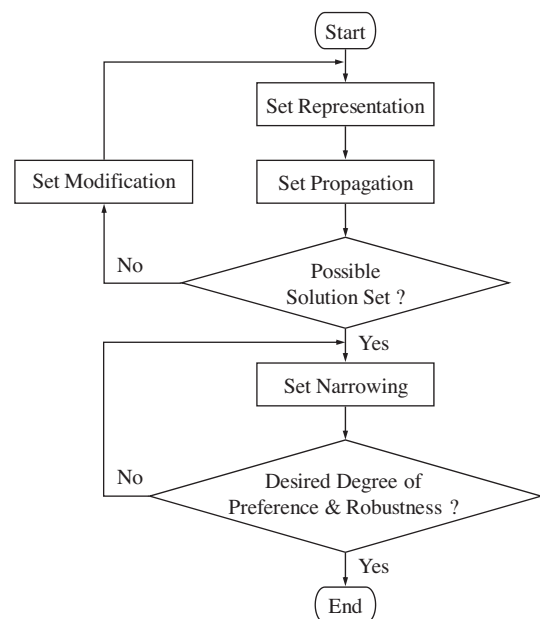 Start
Set Representation
Set Modification
Set Propagation
No
Possible
Solution Set ?
Yes
Set Narrowing
No
Desired Degree of
Preference & Robustness ?
Yes
End